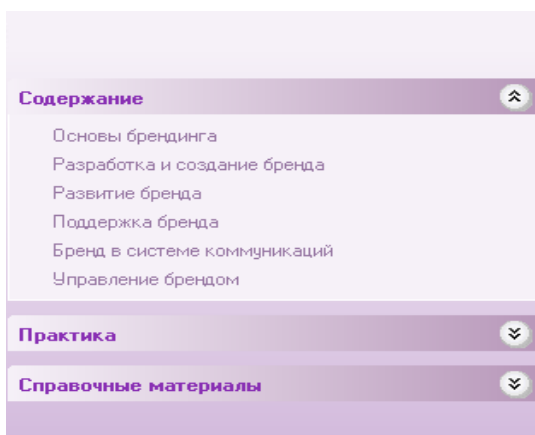 Содержание
Основы брендинга
Разработка и создание бренда
Развитие бренда
Поддержка бренда
Бренд в системе коммуникаций
Управление брендом
Практика
Справочные материалы